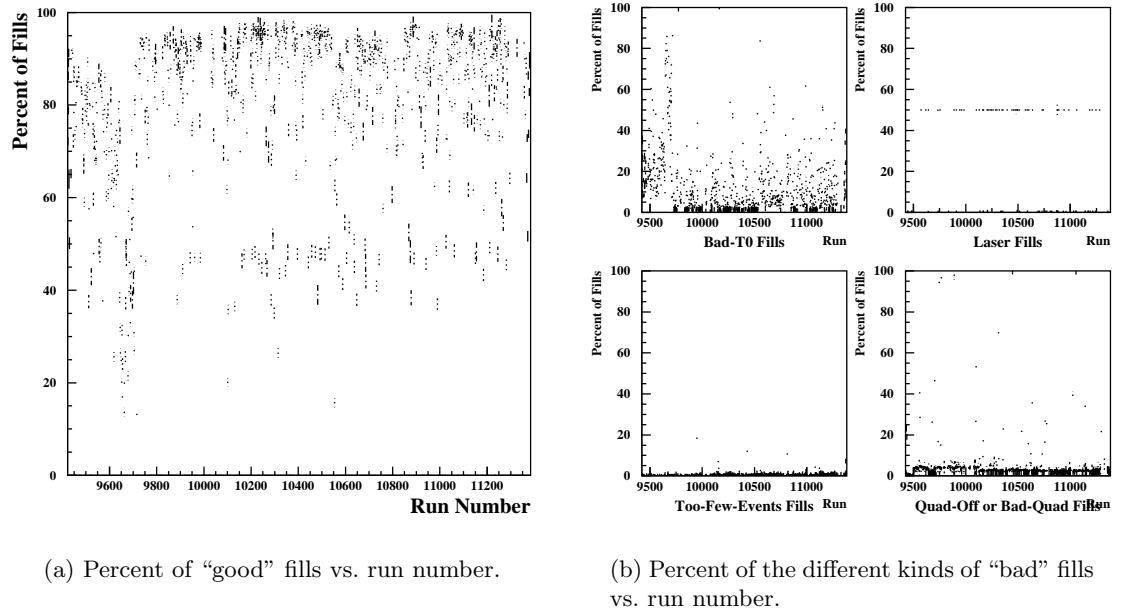 Percent of Fills
100
80
60
40
20
0
9600 9800 10000 10200 10400 10600 10800 11000 11200
Run Number
Percent of Fills
100
80
60
40
20
0
9500 10000 10500 11000
Bad-T0 Fills Run
Percent of Fills
100
80
60
40
20
0
9500 10000 10500 11000
Laser Fills Run
Percent of Fills
100
80
60
40
20
0
9500 10000 10500 11000
Too-Few-Events Fills Run
Percent of Fills
100
80
60
40
20
0
9500 10000 10500 11000
Quad-Off or Bad-Quad Fills Run
(a) Percent of “good” fills vs. run number.
(b) Percent of the different kinds of “bad” fills
vs. run number.